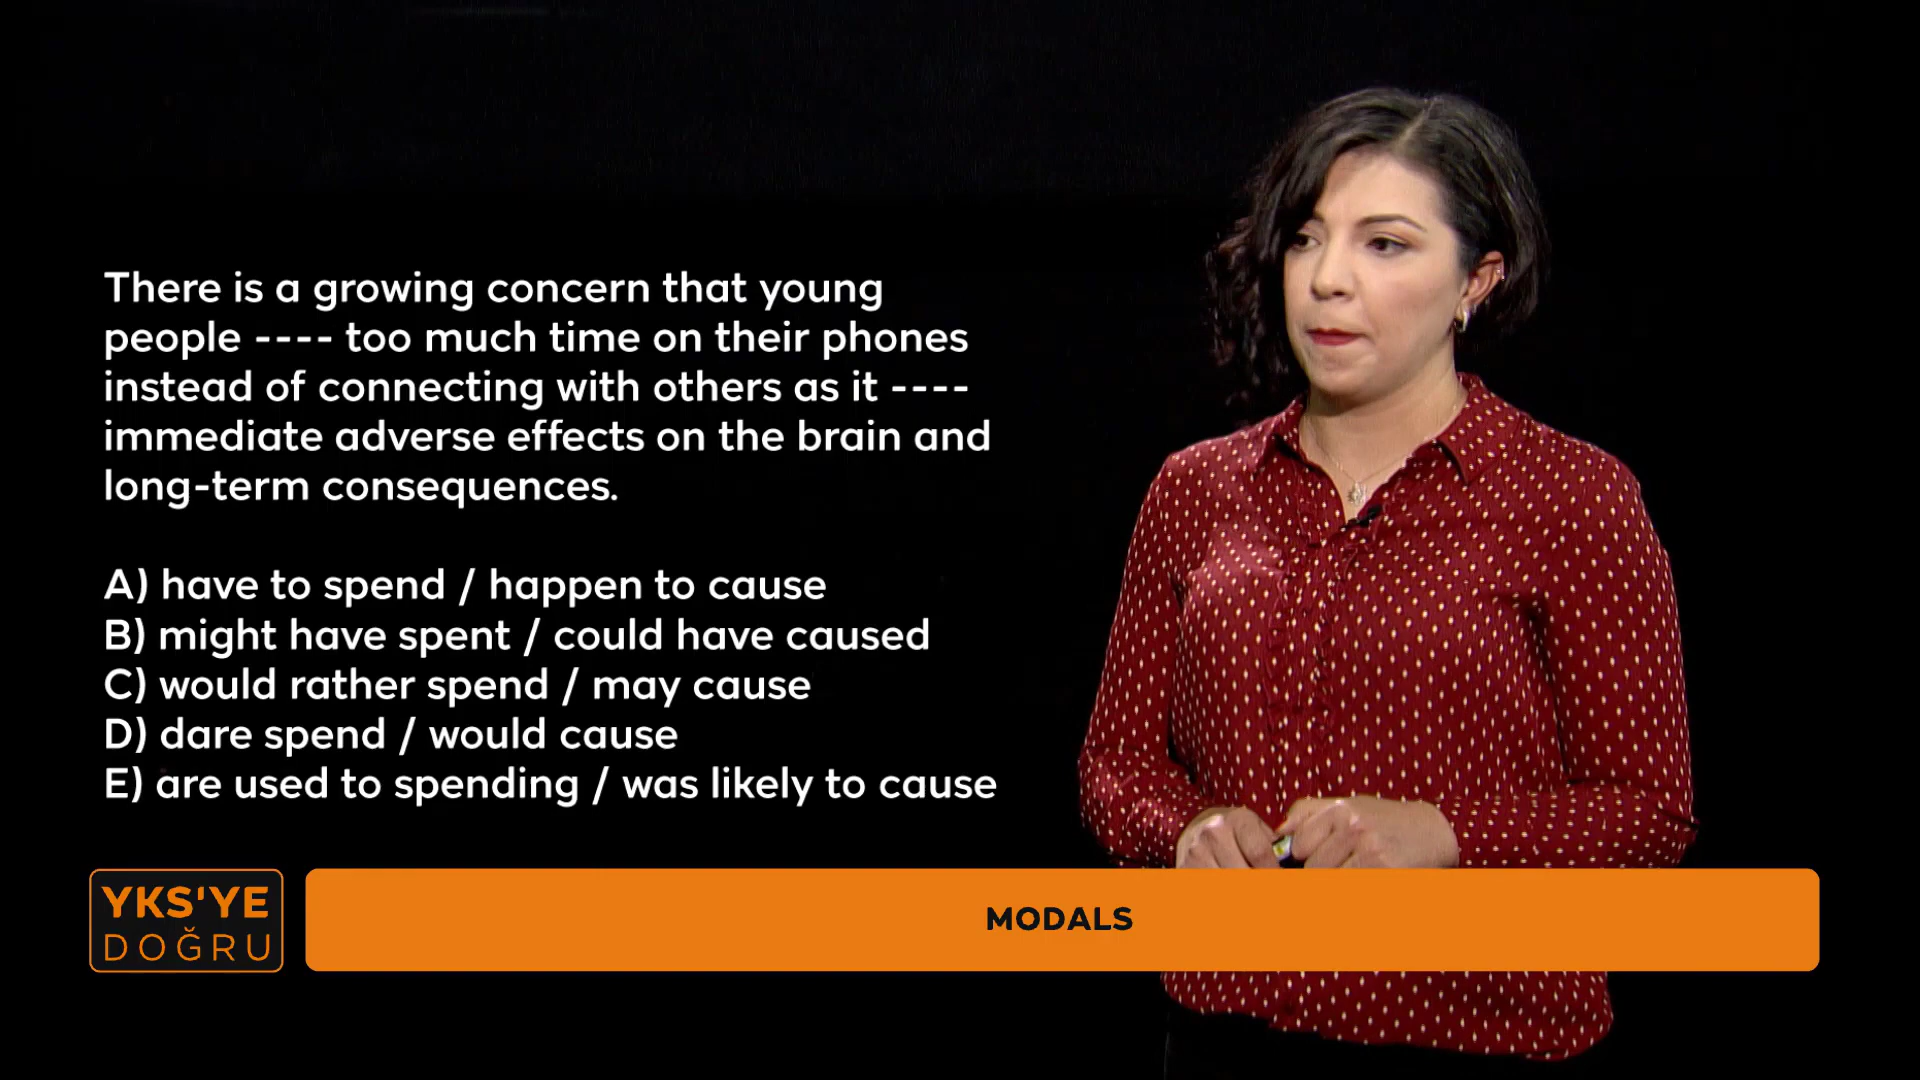 There is a growing concern that young
people ---- too much time on their phones
instead of connecting with others as it ----
immediate adverse effects on the brain and
long-term consequences.
A) have to spend / happen to cause
B) might have spent / could have caused
C) would rather spend / may cause
D) dare spend / would cause
E) are used to spending / was likely to cause
YKS'YE
DOĞRU
MODALS